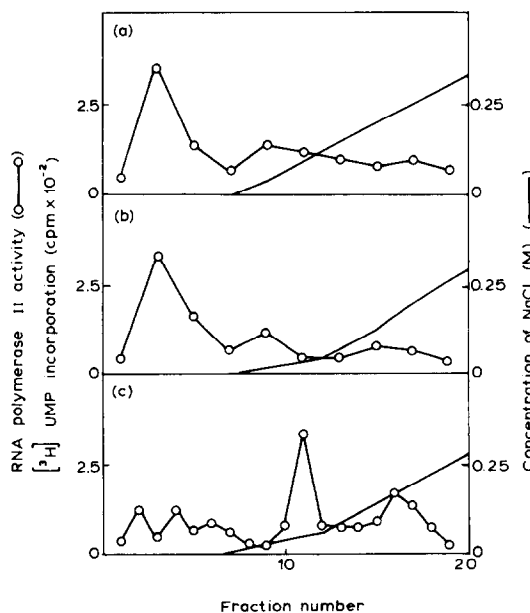 (a)
2.5
0
0.25
0
(b)
2.5
0
0.25
0
(c)
2.5
0
0.25
0
10
20
Fraction number
RNA polymerase II activity (o—o)
[³H] UMP incorporation (cpm x 10⁻²)
Concentration of NaCl (M) (—)